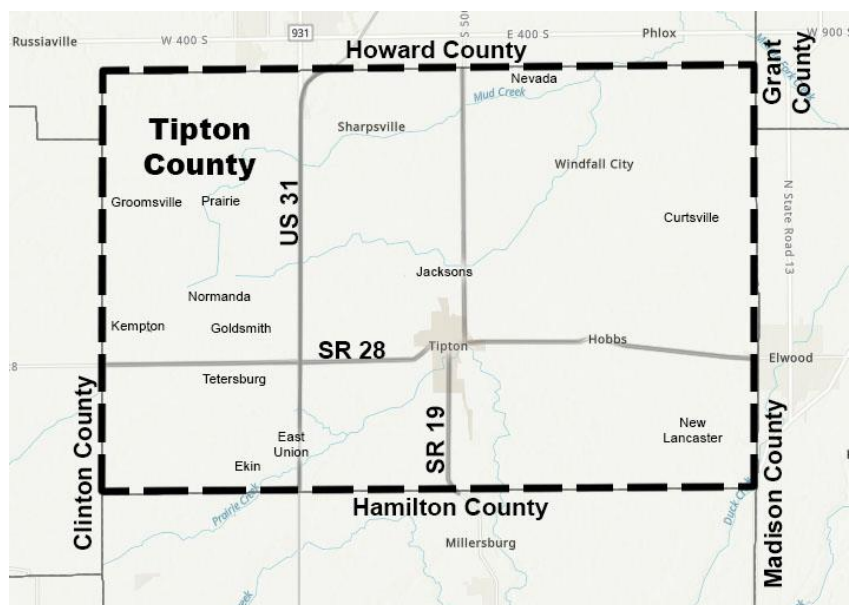 Russiaville
W 400 S
931
S 500
E 400 S
Phlox
W 900 S
Howard County
Grant
County
Nevada
Mud Creek
Tipton
County
Sharpsville
Windfall City
N State Road 13
Groomsville
Prairie
US 31
Curtsville
Jacksons
Normanda
Kempton
Goldsmith
SR 28
Tipton
Hobbs
Elwood
Tetersburg
Clinton County
East
Union
Ekin
SR 19
New
Lancaster
Madison County
Prairie Creek
Hamilton County
Duck Creek
Millersburg